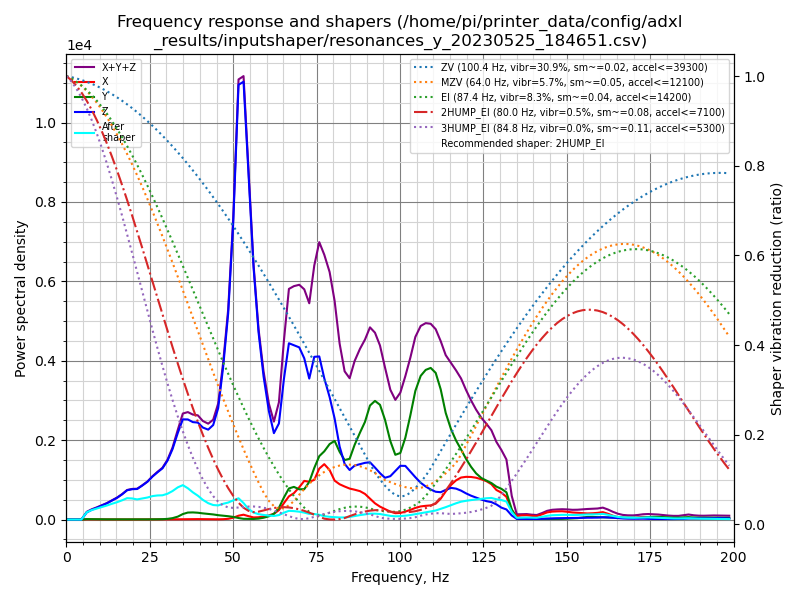 Frequency response and shapers (/home/pi/printer_data/config/adxl
_results/inputshaper/resonances_y_20230525_184651.csv)
1e4
X+Y+Z
X
Y
Z
After
shaper
ZV (100.4 Hz, vibr=30.9%, sm~=0.02, accel<=39300)
MZV (64.0 Hz, vibr=5.7%, sm~=0.05, accel<=12100)
EI (87.4 Hz, vibr=8.3%, sm~=0.04, accel<=14200)
2HUMP_EI (80.0 Hz, vibr=0.5%, sm~=0.08, accel<=7100)
3HUMP_EI (84.8 Hz, vibr=0.0%, sm~=0.11, accel<=5300)
Recommended shaper: 2HUMP_EI
Power spectral density
1.0
0.8
0.6
0.4
0.2
0.0
1.0
0.8
0.6
0.4
0.2
0.0
Shaper vibration reduction (ratio)
0 25 50 75 100 125 150 175 200
Frequency, Hz